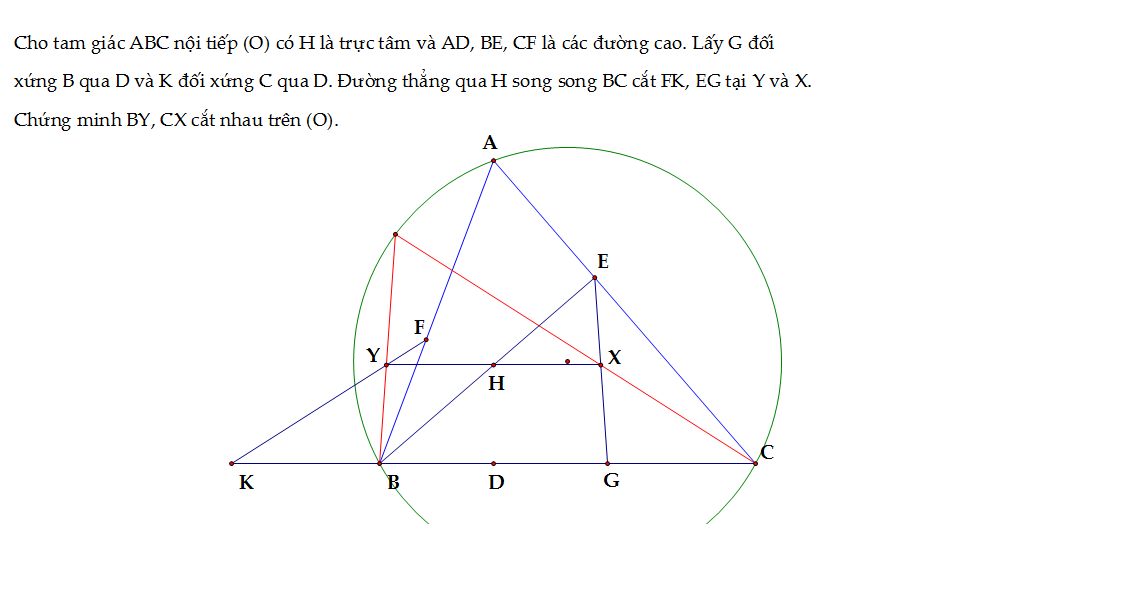 Cho tam giác ABC nội tiếp (O) có H là trực tâm và AD, BE, CF là các đường cao. Lấy G đối
xứng B qua D và K đối xứng C qua D. Đường thẳng qua H song song BC cắt FK, EG tại Y và X.
Chứng minh BY, CX cắt nhau trên (O).
A
E
F
Y
X
H
C
K
B
D
G